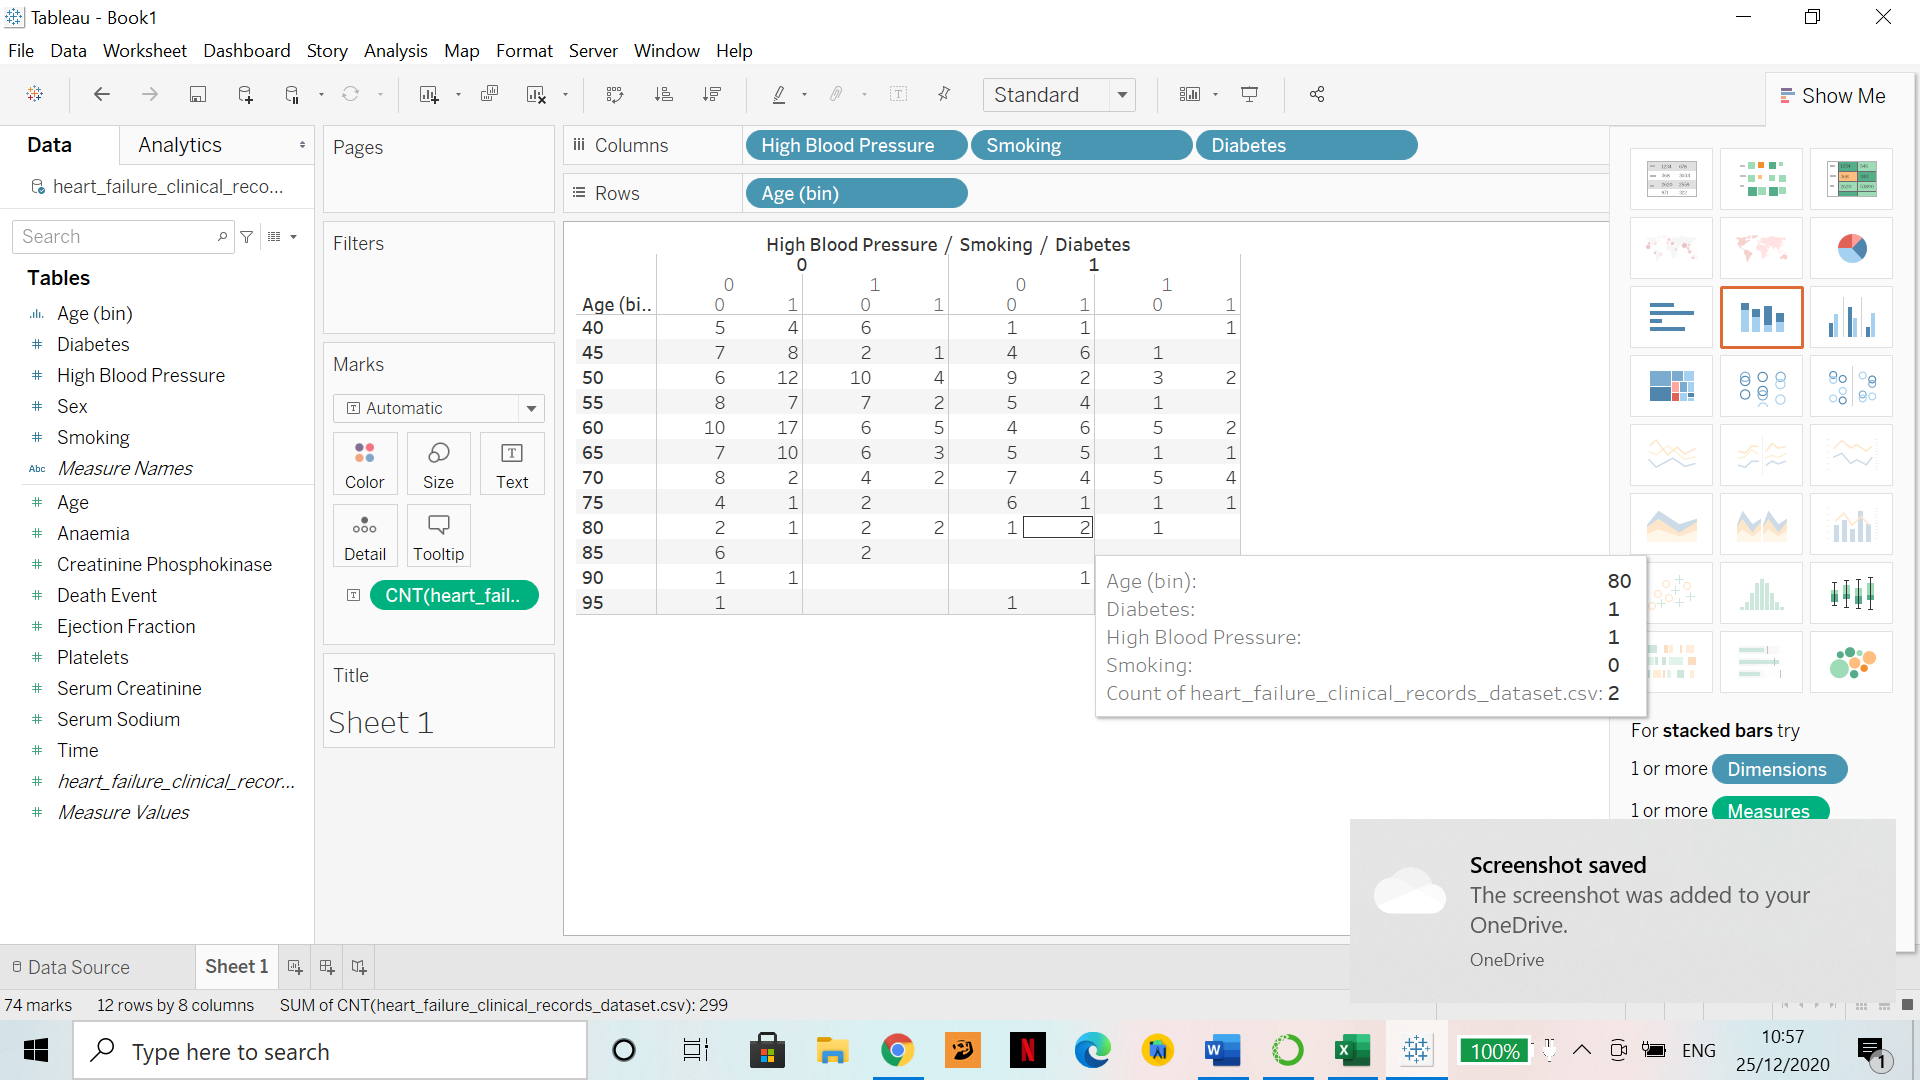 Tableau - Book1
File Data Worksheet Dashboard Story Analysis Map Format Server Window Help
Standard
Show Me
Data Analytics
heart_failure_clinical_reco...
Search
Tables
Age (bin)
Diabetes
High Blood Pressure
Sex
Smoking
Abc Measure Names
Age
Anaemia
Creatinine Phosphokinase
Death Event
Ejection Fraction
Platelets
Serum Creatinine
Serum Sodium
Time
heart_failure_clinical_recor...
Measure Values
Pages
Filters
Marks
Automatic
Color Size Text
Detail Tooltip
CNT(heart_fail..
Title
Sheet 1
Columns High Blood Pressure Smoking Diabetes
Rows Age (bin)
High Blood Pressure / Smoking / Diabetes
0 1
0 1 0 1
Age (bi.. 0 1 0 1 0 1 0 1
40 5 4 6 1 1 1
45 7 8 2 1 4 6 1
50 6 12 10 4 9 2 3 2
55 8 7 7 2 5 4 1
60 10 17 6 5 4 6 5 2
65 7 10 6 3 5 5 1 1
70 8 2 4 2 7 4 5 4
75 4 1 2 6 1 1 1
80 2 1 2 2 1 2 1
85 6 2
90 1 1 1
95 1 1
Age (bin): 80
Diabetes: 1
High Blood Pressure: 1
Smoking: 0
Count of heart_failure_clinical_records_dataset.csv: 2
For stacked bars try
1 or more Dimensions
1 or more Measures
Screenshot saved
The screenshot was added to your
OneDrive.
OneDrive
Data Source Sheet 1
74 marks 12 rows by 8 columns SUM of CNT(heart_failure_clinical_records_dataset.csv): 299
Type here to search
100%
ENG
10:57
25/12/2020
1